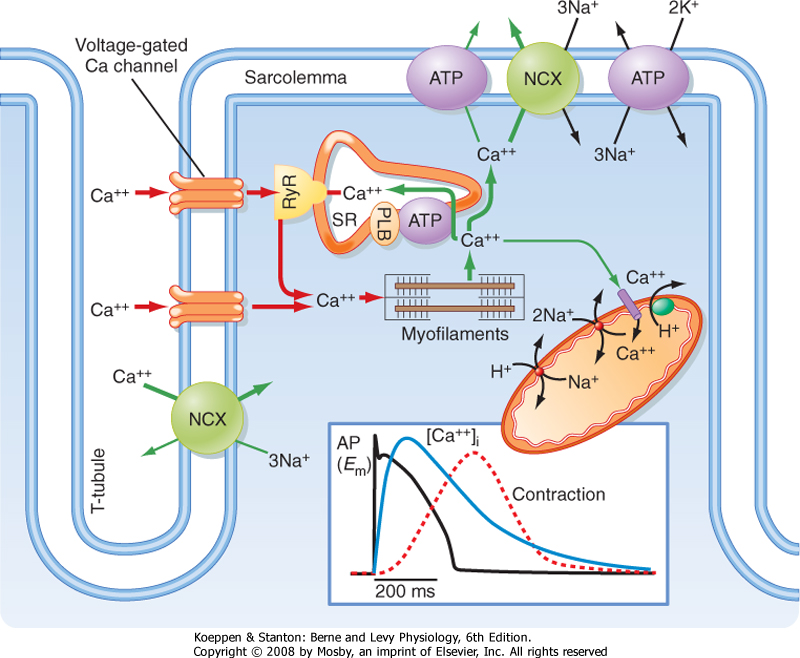 3Na⁺
2K⁺
Voltage-gated
Ca channel
Sarcolemma
ATP
NCX
ATP
3Na⁺
Ca⁺⁺
Ca⁺⁺
RyR
Ca⁺⁺
SR
PLB
ATP
Ca⁺⁺
Ca⁺⁺
Ca⁺⁺
Ca⁺⁺
Myofilaments
2Na⁺
H⁺
Ca⁺⁺
H⁺
Na⁺
Ca⁺⁺
NCX
3Na⁺
T-tubule
AP
(Eₘ)
[Ca⁺⁺]ᵢ
Contraction
200 ms
Koeppen & Stanton: Berne and Levy Physiology, 6th Edition.
Copyright © 2008 by Mosby, an imprint of Elsevier, Inc. All rights reserved